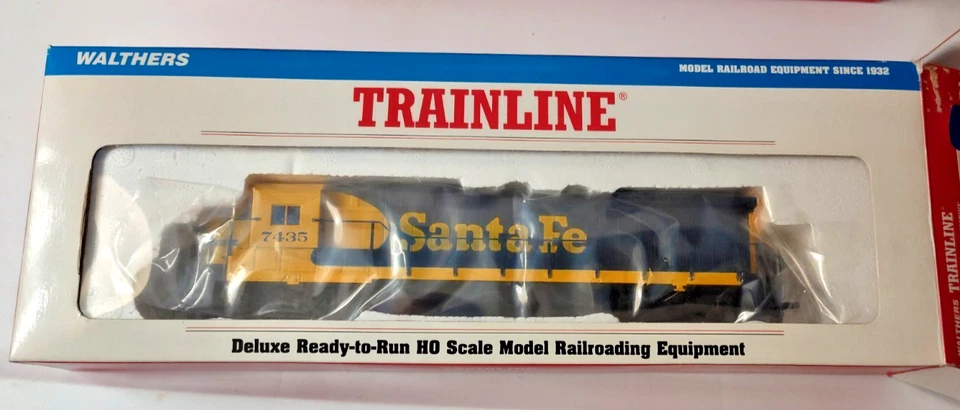 WALTHERS
MODEL RAILROAD EQUIPMENT SINCE 1932
TRAINLINE®
7435
Santa Fe
Deluxe Ready-to-Run HO Scale Model Railroading Equipment
WALTHERS TRAINLINE